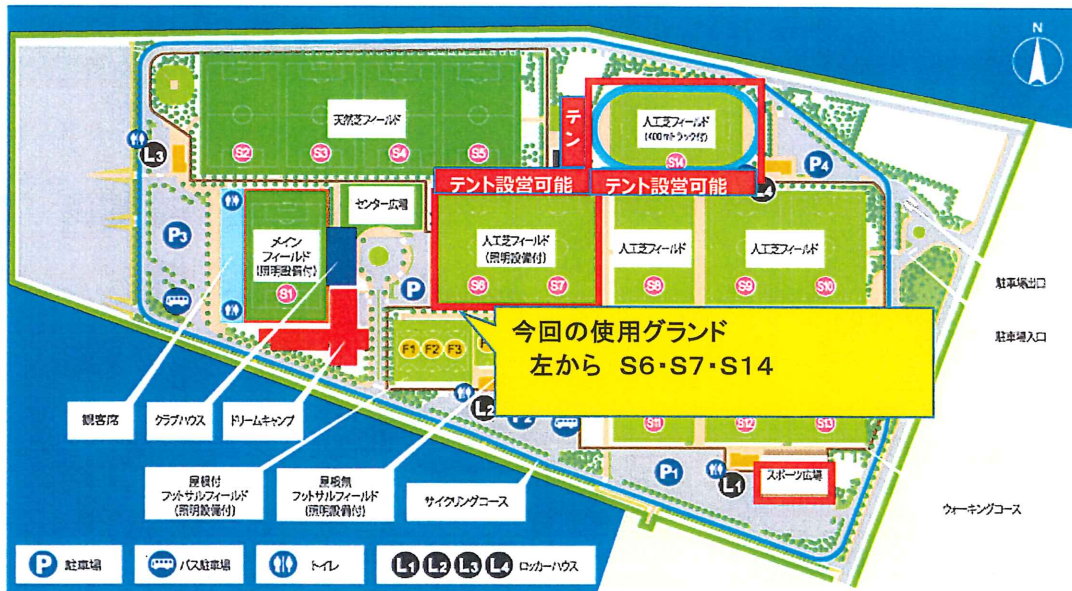 N
天然芝フィールド
S2
S3
S4
S5
テン
人工芝フィールド
(400mトラック付)
S14
L3
P4
L4
テント設営可能
テント設営可能
センター広場
メイン
フィールド
(照明設備付)
S1
P3
P
人工芝フィールド
(照明設備付)
S6
S7
人工芝フィールド
S8
人工芝フィールド
S9
S10
駐車場出口
駐車場入口
今回の使用グランド
左から S6・S7・S14
F1
F2
F3
L2
P2
S11
S12
S13
P1
L1
スポーツ広場
観客席
クラブハウス
ドリームキャンプ
屋根付
フットサルフィールド
(照明設備付)
屋根無
フットサルフィールド
(照明設備付)
サイクリングコース
ウォーキングコース
P 駐車場
バス駐車場
トイレ
L1 L2 L3 L4 ロッカーハウス